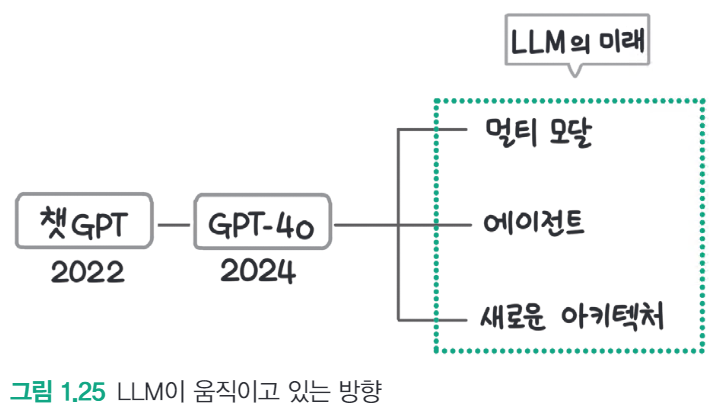 LLM의 미래
멀티 모달
챗GPT
GPT-4o
에이전트
2022
2024
새로운 아키텍처
그림 1.25 LLM이 움직이고 있는 방향